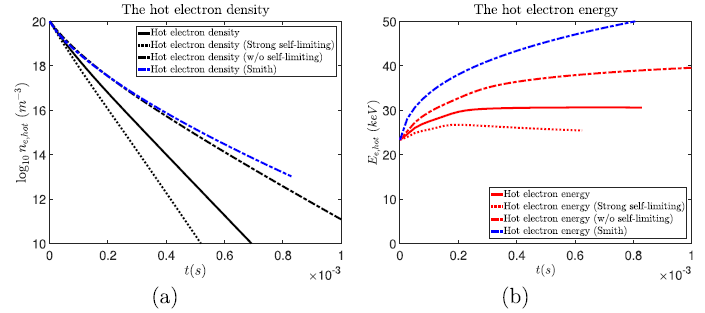 The hot electron density
20
18
16
14
12
10
log10 ne,hot (m−3)
Hot electron density
Hot electron density (Strong self-limiting)
Hot electron density (w/o self-limiting)
Hot electron density (Smith)
0 0.2 0.4 0.6 0.8 1
t(s)
×10−3
(a)
The hot electron energy
50
40
30
20
10
0
Ee,hot (keV)
Hot electron energy
Hot electron energy (Strong self-limiting)
Hot electron energy (w/o self-limiting)
Hot electron energy (Smith)
0 0.2 0.4 0.6 0.8 1
t(s)
×10−3
(b)